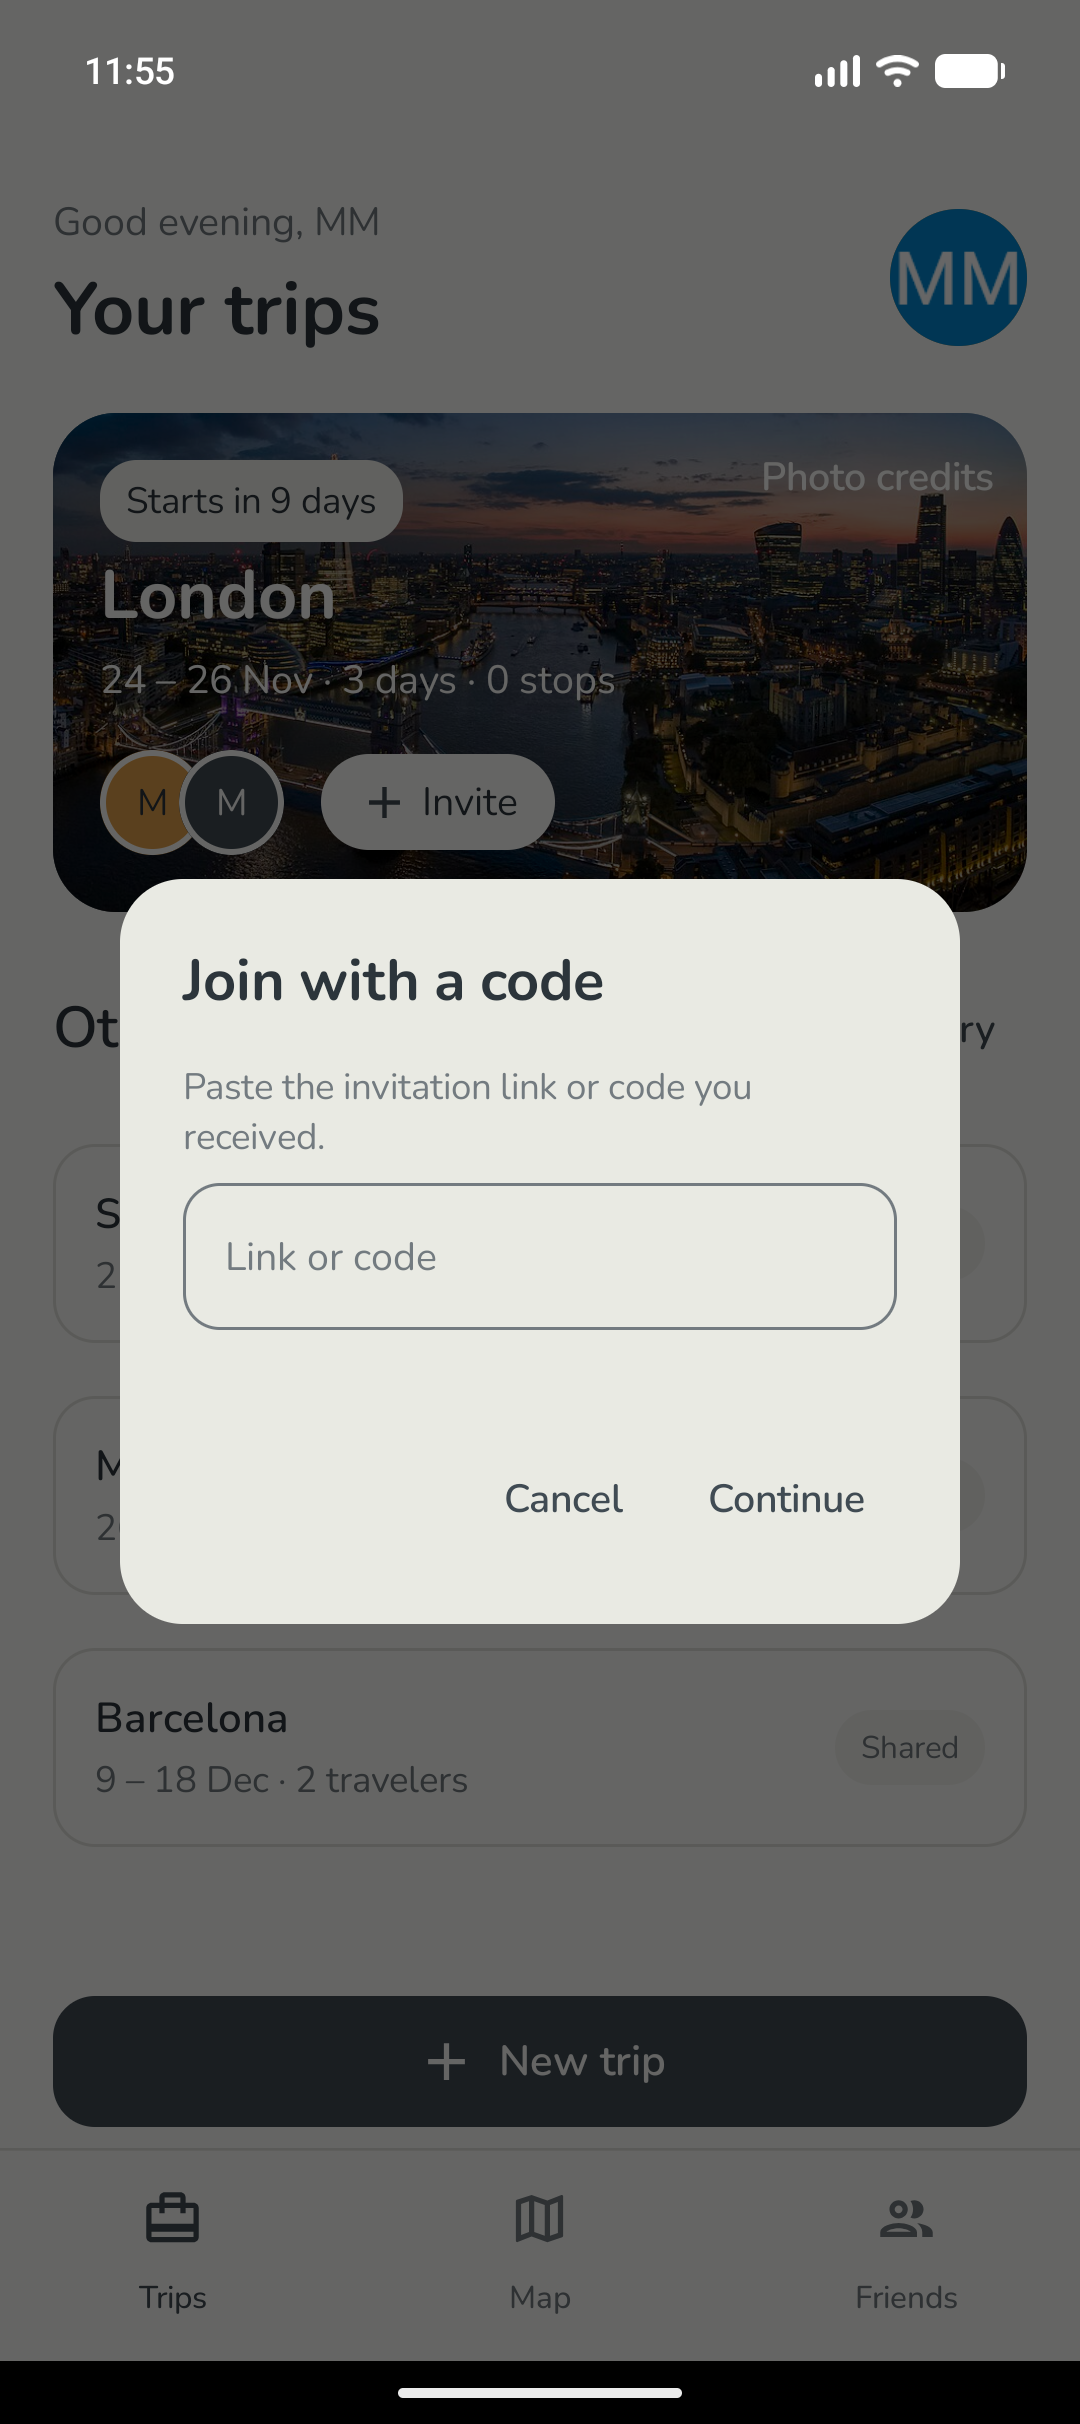 11:55
Good evening, MM
Your trips
MM
Starts in 9 days
Photo credits
London
24 – 26 Nov · 3 days · 0 stops
M M
Invite
Join with a code
Paste the invitation link or code you
received.
Link or code
Cancel Continue
Barcelona
9 – 18 Dec · 2 travelers
Shared
New trip
Trips Map Friends